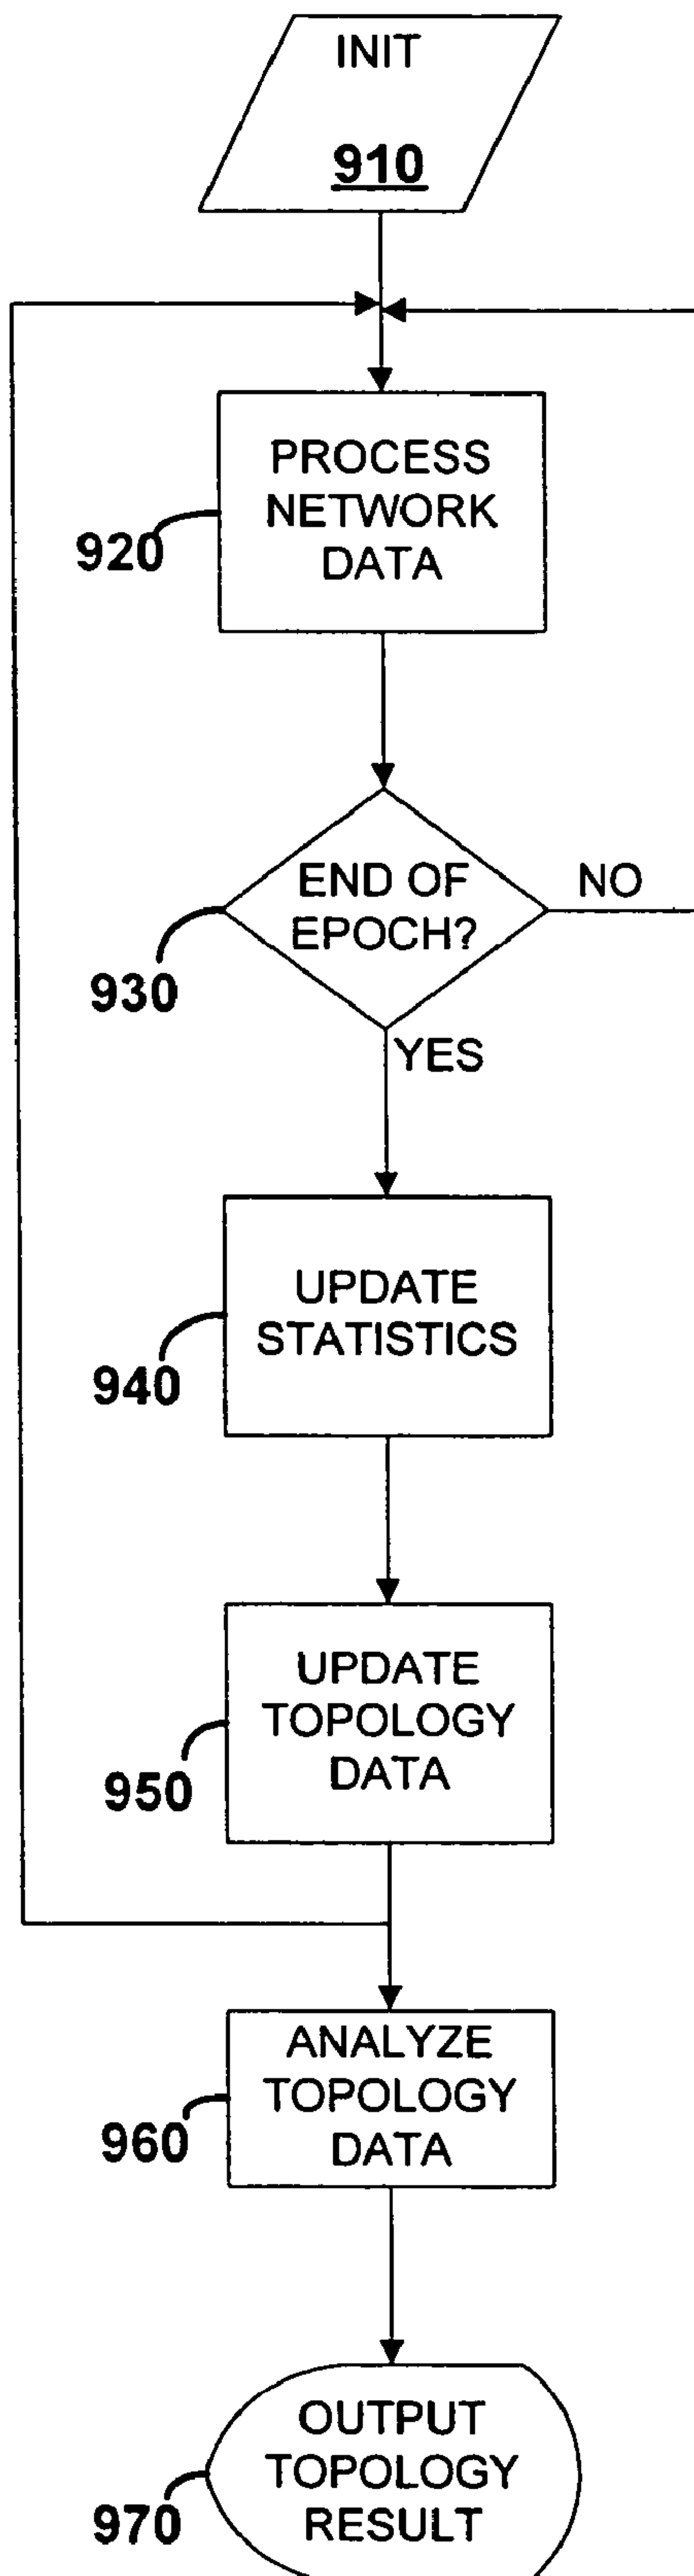 INIT
910
PROCESS
NETWORK
DATA
920
END OF
EPOCH?
NO
930
YES
UPDATE
STATISTICS
940
UPDATE
TOPOLOGY
DATA
950
ANALYZE
TOPOLOGY
DATA
960
OUTPUT
TOPOLOGY
RESULT
970